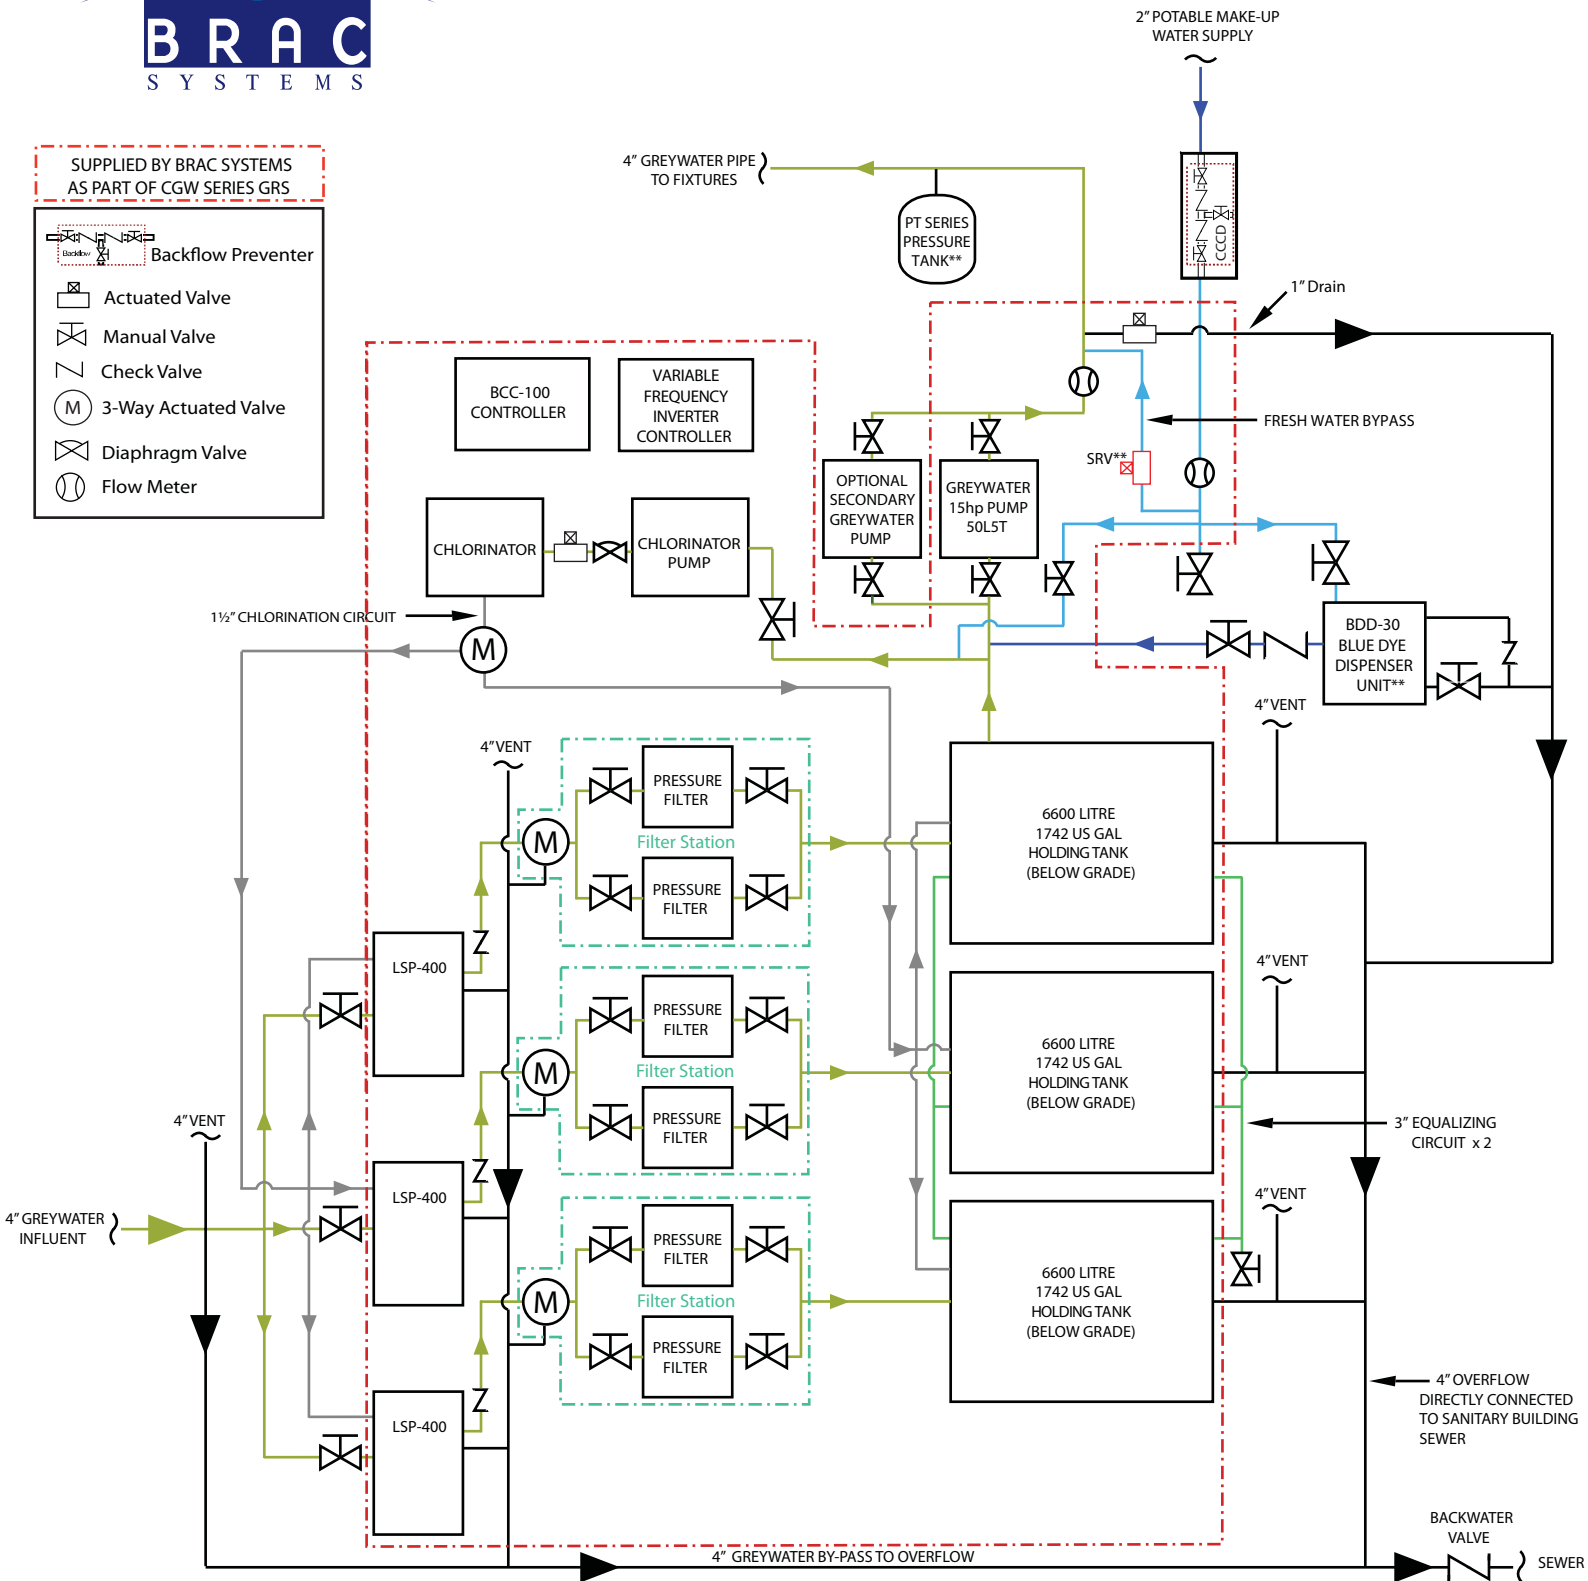 BRAC
SYSTEMS
2” POTABLE MAKE-UP
WATER SUPPLY
SUPPLIED BY BRAC SYSTEMS
AS PART OF CGW SERIES GRS
Backflow
Backflow Preventer
Actuated Valve
Manual Valve
Check Valve
M
3-Way Actuated Valve
Diaphragm Valve
Flow Meter
4” GREYWATER PIPE
TO FIXTURES
PT SERIES
PRESSURE
TANK**
CCCD
1” Drain
BCC-100
CONTROLLER
VARIABLE
FREQUENCY
INVERTER
CONTROLLER
FRESH WATER BYPASS
SRV**
OPTIONAL
SECONDARY
GREYWATER
PUMP
GREYWATER
15hp PUMP
50L5T
CHLORINATOR
CHLORINATOR
PUMP
1½” CHLORINATION CIRCUIT
M
BDD-30
BLUE DYE
DISPENSER
UNIT**
4” VENT
4” VENT
PRESSURE
FILTER
M
Filter Station
PRESSURE
FILTER
6600 LITRE
1742 US GAL
HOLDING TANK
(BELOW GRADE)
LSP-400
4” VENT
PRESSURE
FILTER
M
Filter Station
PRESSURE
FILTER
6600 LITRE
1742 US GAL
HOLDING TANK
(BELOW GRADE)
4” VENT
3” EQUALIZING
CIRCUIT x 2
LSP-400
4” VENT
4” GREYWATER
INFLUENT
PRESSURE
FILTER
M
Filter Station
PRESSURE
FILTER
6600 LITRE
1742 US GAL
HOLDING TANK
(BELOW GRADE)
LSP-400
4” OVERFLOW
DIRECTLY CONNECTED
TO SANITARY BUILDING
SEWER
BACKWATER
VALVE
4” GREYWATER BY-PASS TO OVERFLOW
SEWER